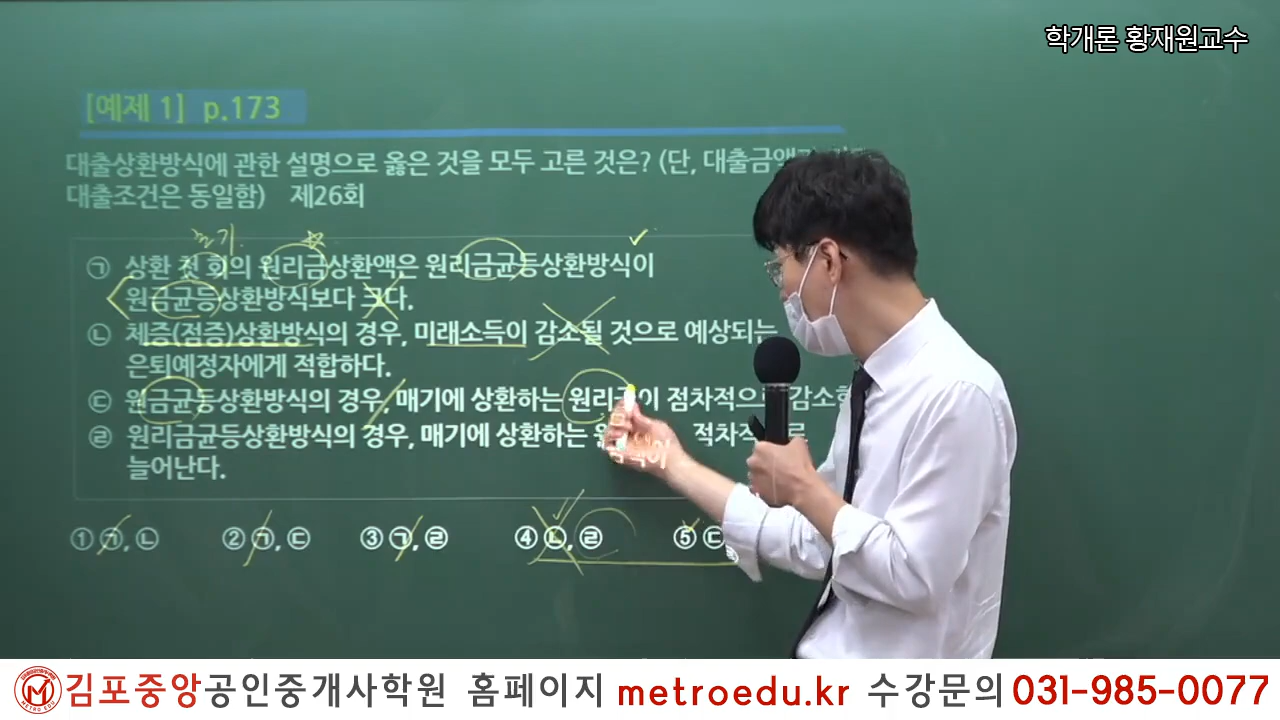 학개론 황재원교수
[예제 1] p.173
대출상환방식에 관한 설명으로 옳은 것을 모두 고른 것은? (단, 대출금액과
대출조건은 동일함) 제26회
초기
㉠ 상환 첫 회의 원리금상환액은 원리금균등상환방식이
원금균등상환방식보다 크다.
㉡ 체증(점증)상환방식의 경우, 미래소득이 감소될 것으로 예상되는
은퇴예정자에게 적합하다.
㉢ 원금균등상환방식의 경우, 매기에 상환하는 원리금이 점차적으로 감소한
㉣ 원리금균등상환방식의 경우, 매기에 상환하는 원금액이 점차적으로
늘어난다.
① ㉠, ㉡ ② ㉠, ㉢ ③ ㉠, ㉣ ④ ㉡, ㉣ ⑤ ㉢
METRO EDU 김포중앙공인중개사학원 홈페이지 metroedu.kr 수강문의 031-985-0077